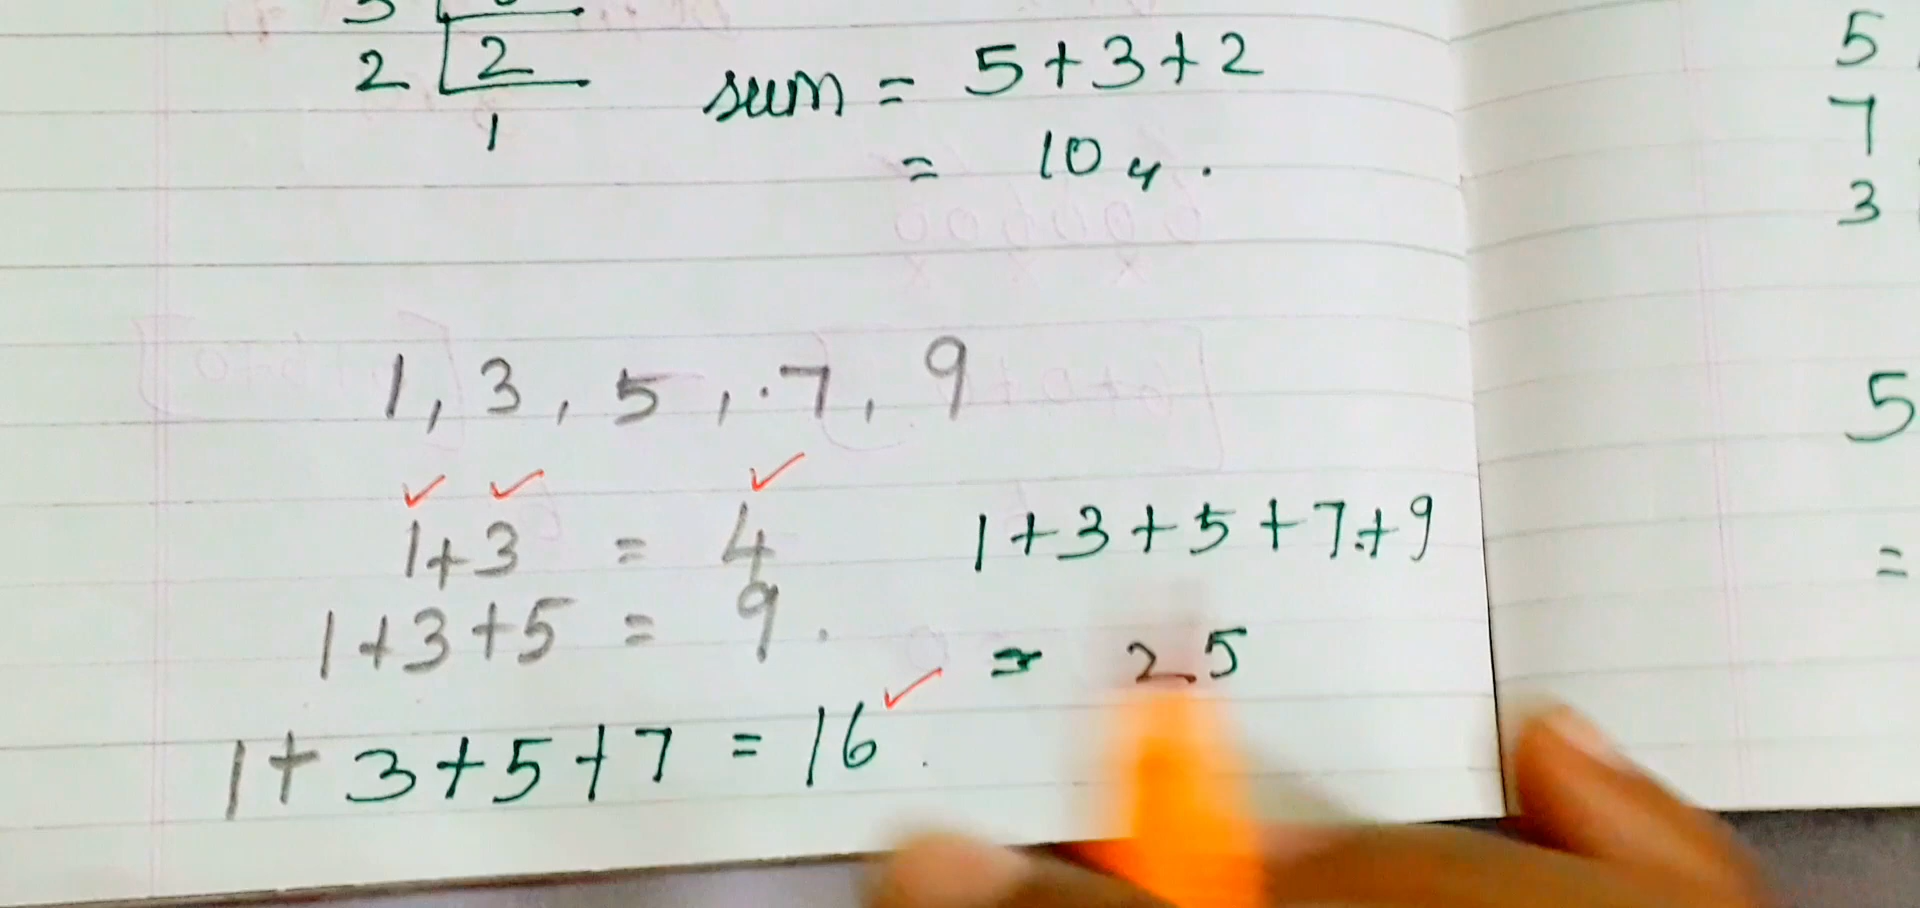 2 2
1
sum = 5+3+2
= 10
1, 3, 5, 7, 9
1+3 = 4
1+3+5 = 9.
1+3+5+7 = 16
1+3+5+7+9
= 25
5
7
3
5
=